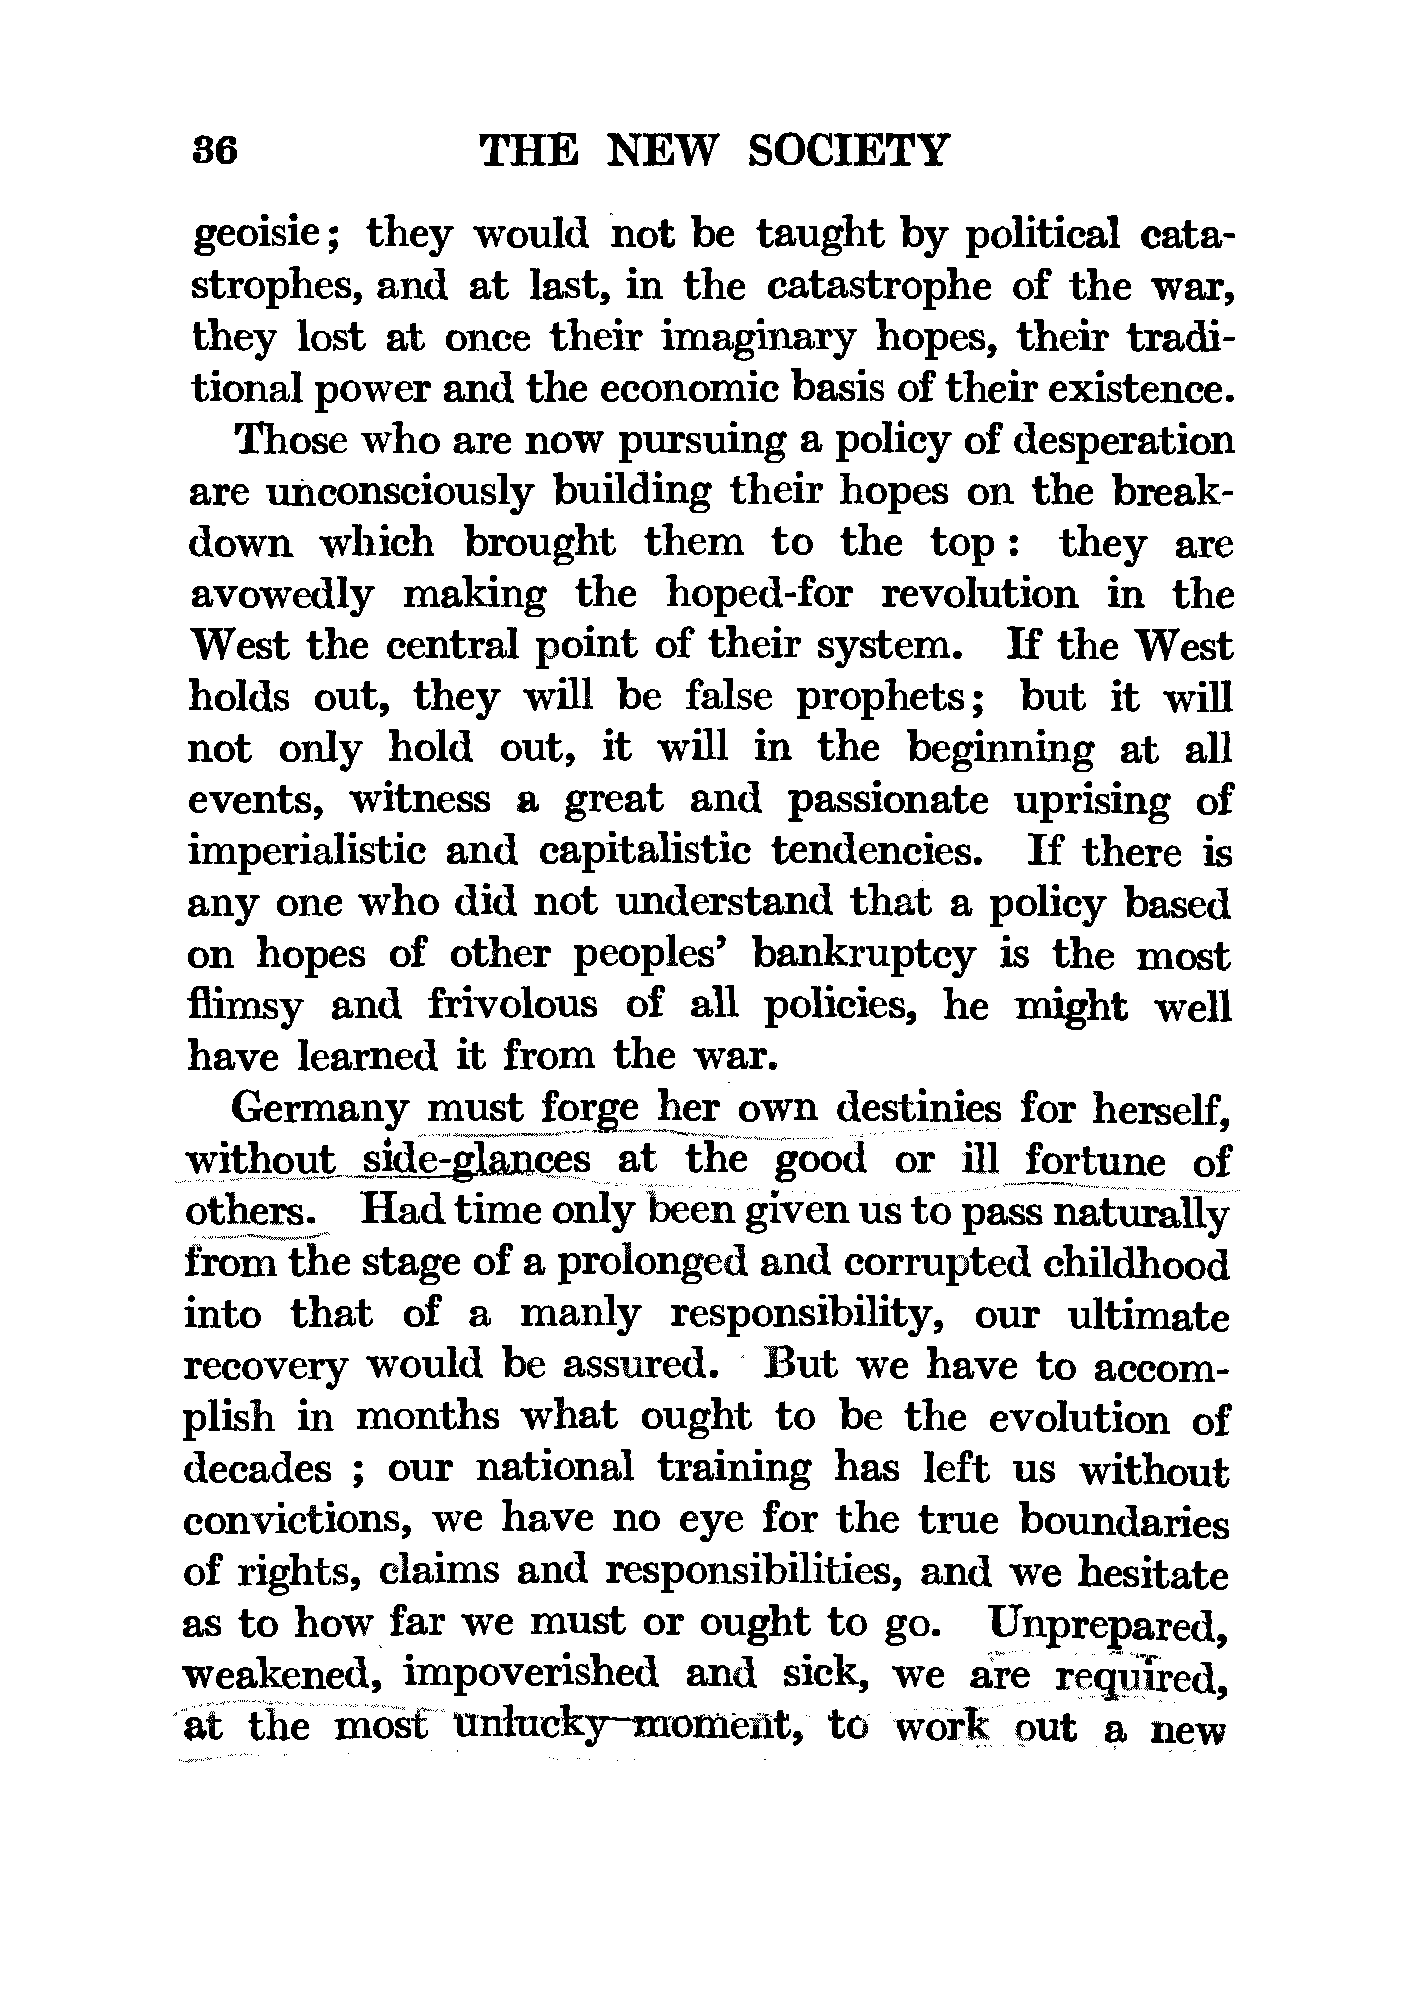 36 THE NEW SOCIETY
geoisie; they would not be taught by political cata-
strophes, and at last, in the catastrophe of the war,
they lost at once their imaginary hopes, their tradi-
tional power and the economic basis of their existence.
Those who are now pursuing a policy of desperation
are unconsciously building their hopes on the break-
down which brought them to the top : they are
avowedly making the hoped-for revolution in the
West the central point of their system. If the West
holds out, they will be false prophets; but it will
not only hold out, it will in the beginning at all
events, witness a great and passionate uprising of
imperialistic and capitalistic tendencies. If there is
any one who did not understand that a policy based
on hopes of other peoples' bankruptcy is the most
flimsy and frivolous of all policies, he might well
have learned it from the war.
Germany must forge her own destinies for herself,
without side-glances at the good or ill fortune of
others. Had time only been given us to pass naturally
from the stage of a prolonged and corrupted childhood
into that of a manly responsibility, our ultimate
recovery would be assured. But we have to accom-
plish in months what ought to be the evolution of
decades ; our national training has left us without
convictions, we have no eye for the true boundaries
of rights, claims and responsibilities, and we hesitate
as to how far we must or ought to go. Unprepared,
weakened, impoverished and sick, we are required,
at the most unlucky moment, to work out a new